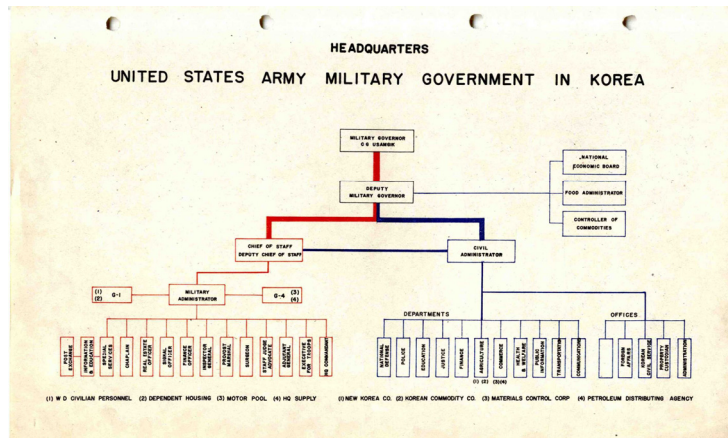 HEADQUARTERS
UNITED STATES ARMY MILITARY GOVERNMENT IN KOREA
MILITARY GOVERNOR
CG USAMGIK
NATIONAL
ECONOMIC BOARD
DEPUTY
MILITARY GOVERNOR
FOOD ADMINISTRATOR
CONTROLLER OF
COMMODITIES
CHIEF OF STAFF
DEPUTY CHIEF OF STAFF
CIVIL
ADMINISTRATOR
(1)
(2)
G-1
MILITARY
ADMINISTRATOR
G-4
(3)
(4)
DEPARTMENTS
OFFICES
POST
EXCHANGE
INFORMATION
& EDUCATION
SPECIAL
SERVICES
CHAPLAIN
REAL ESTATE
OFFICER
SIGNAL
OFFICER
FINANCE
OFFICER
INSPECTOR
GENERAL
PROVOST
MARSHAL
SURGEON
STAFF JUDGE
ADVOCATE
ADJUTANT
GENERAL
EXECUTIVE
FOR TROOPS
HQ COMMANDANT
NATIONAL
DEFENSE
POLICE
EDUCATION
JUSTICE
FINANCE
AGRICULTURE
COMMERCE
HEALTH
& WELFARE
PUBLIC
INFORMATION
TRANSPORTATION
COMMUNICATIONS
FOREIGN
AFFAIRS
KOREAN
CIVIL SERVICE
PROPERTY
CUSTODIAN
ADMINISTRATION
(1) (2) (3)(4)
(1) W D CIVILIAN PERSONNEL (2) DEPENDENT HOUSING (3) MOTOR POOL (4) HQ SUPPLY
(1) NEW KOREA CO. (2) KOREAN COMMODITY CO. (3) MATERIALS CONTROL CORP (4) PETROLEUM DISTRIBUTING AGENCY